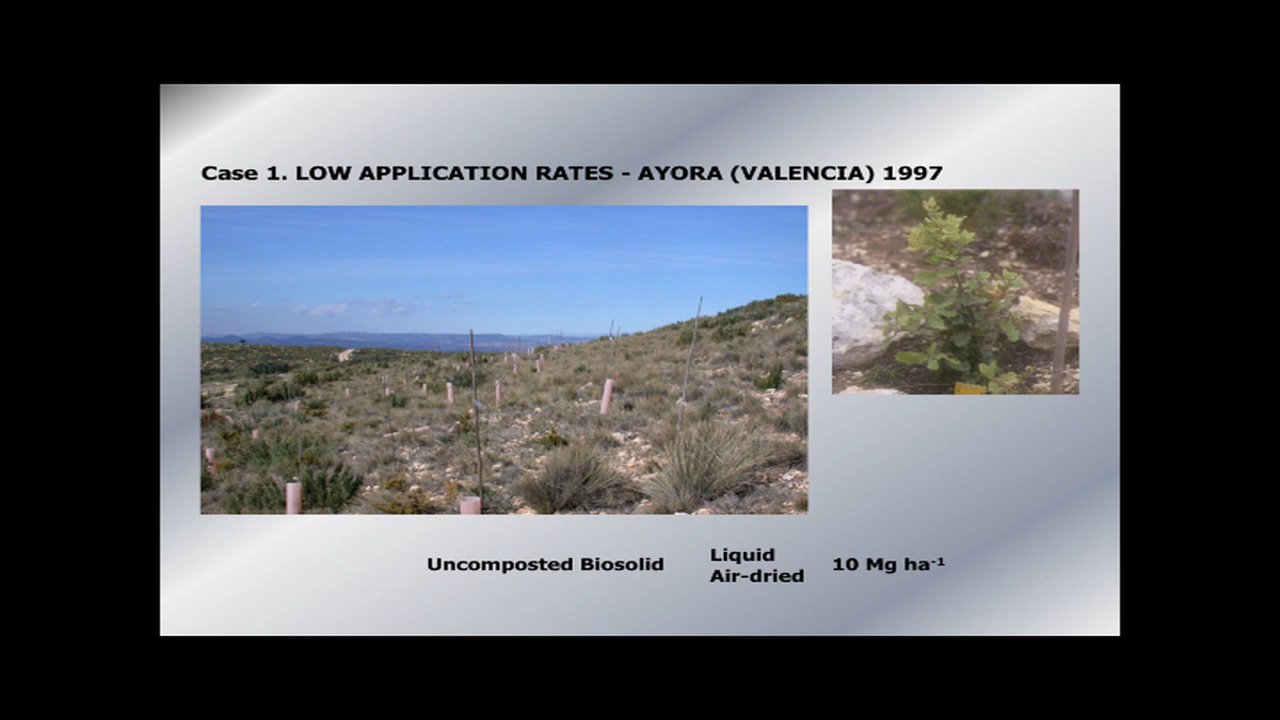 Case 1. LOW APPLICATION RATES - AYORA (VALENCIA) 1997
Uncomposted Biosolid
Liquid
Air-dried
10 Mg ha⁻¹